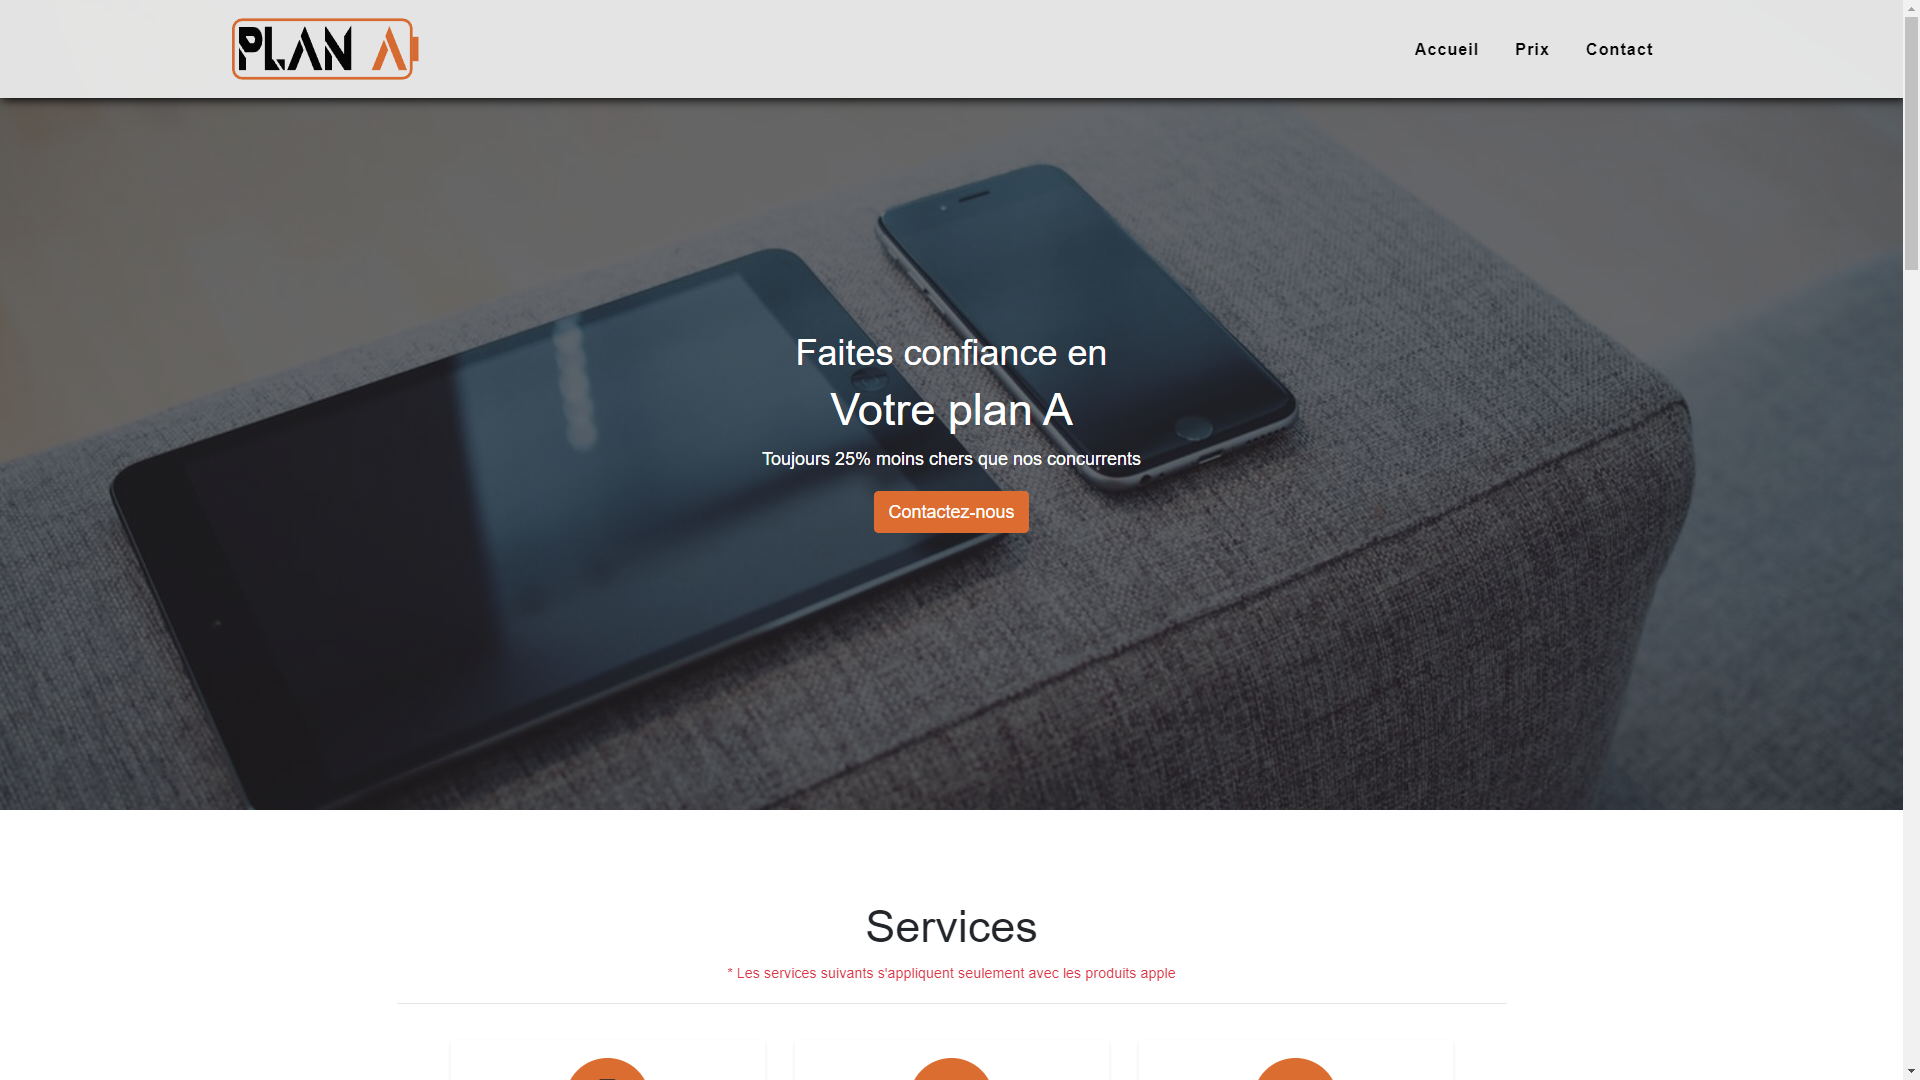 PLAN A
Accueil Prix Contact
Faites confiance en
Votre plan A
Toujours 25% moins chers que nos concurrents
Contactez-nous
Services
* Les services suivants s'appliquent seulement avec les produits apple